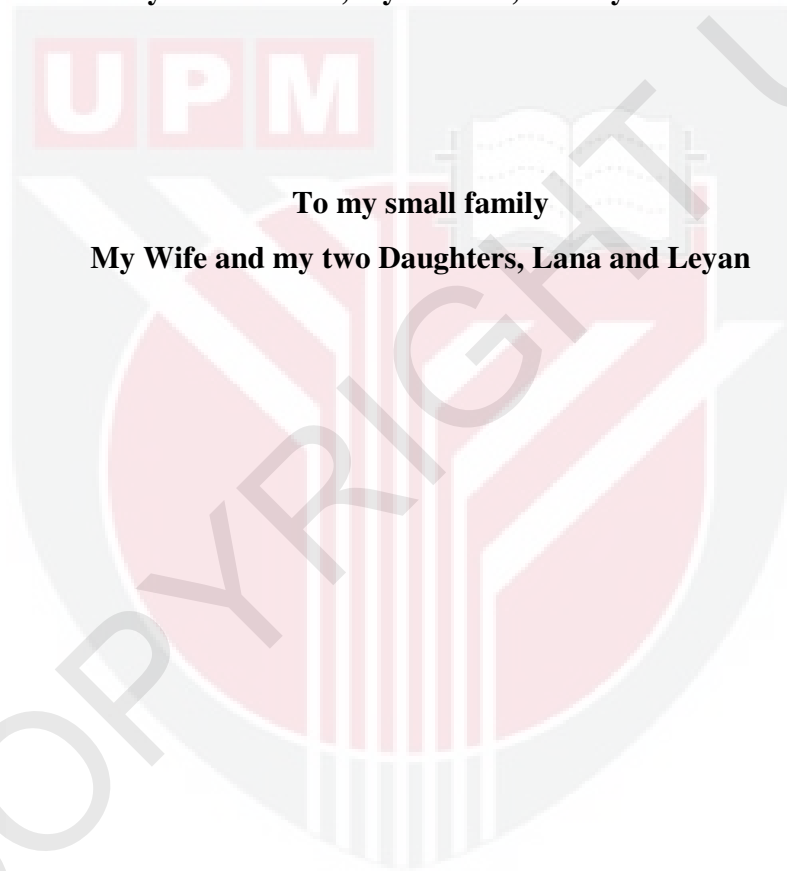 UPM
To my small family
My Wife and my two Daughters, Lana and Leyan
COPYRIGHT U